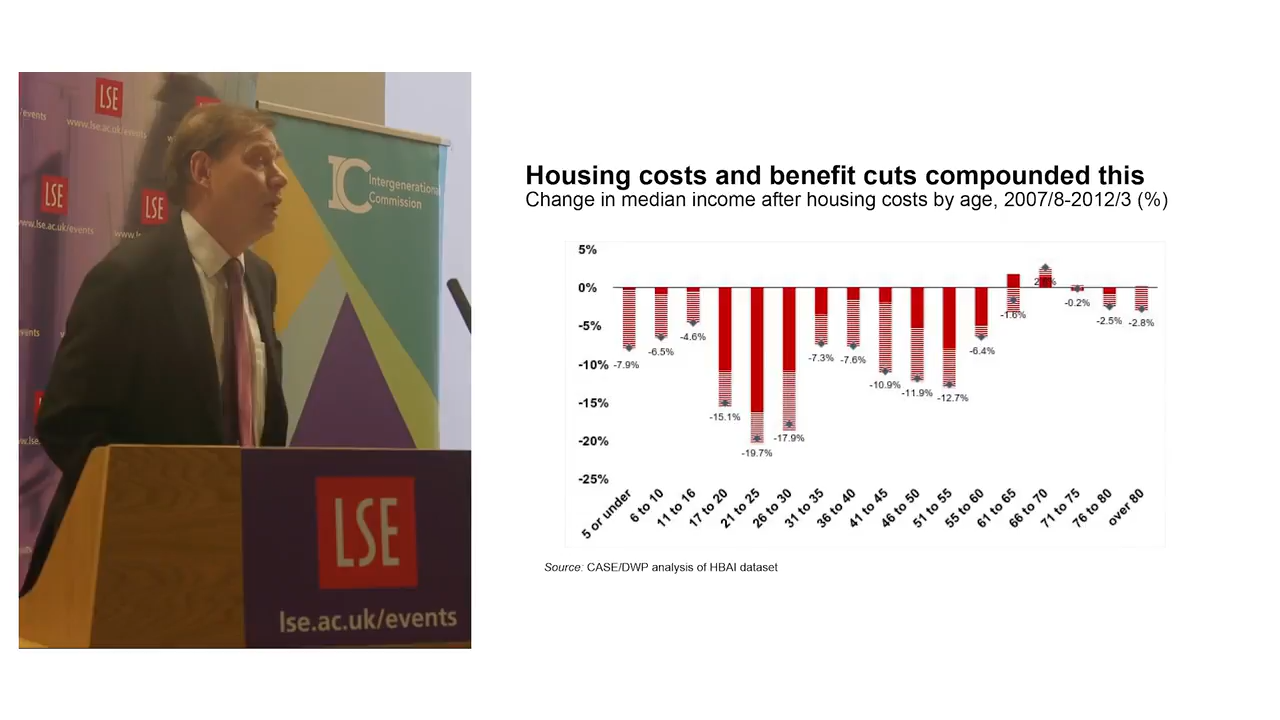 /events
LSE
www.lse.ac.uk/events
LSE
LSE
www.lse.ac.uk/events
www.l
IC
Intergenerational
Commission
LSE
lse.ac.uk/events
Housing costs and benefit cuts compounded this
Change in median income after housing costs by age, 2007/8-2012/3 (%)
5%
0%
-5%
-10%
-15%
-20%
-25%
-7.9%
-6.5%
-4.6%
-15.1%
-19.7%
-17.9%
-7.3%
-7.6%
-10.9%
-11.9%
-12.7%
-6.4%
-1.6%
-0.2%
-2.5%
-2.8%
5 or under
6 to 10
11 to 16
17 to 20
21 to 25
26 to 30
31 to 35
36 to 40
41 to 45
46 to 50
51 to 55
55 to 60
61 to 65
66 to 70
71 to 75
76 to 80
over 80
Source: CASE/DWP analysis of HBAI dataset